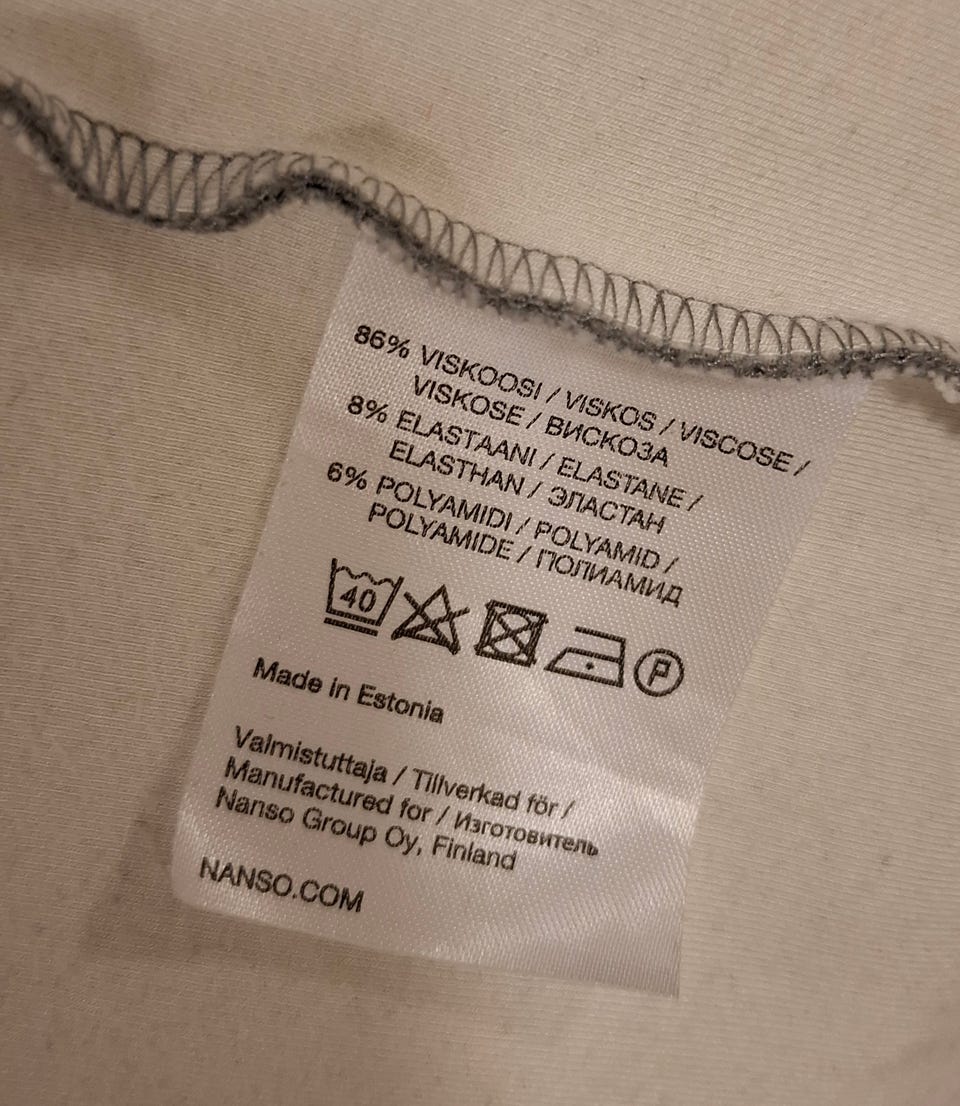 86% VISKOOSI / VISKOS / VISCOSE /
VISKOSE / ВИСКОЗА
8% ELASTAANI / ELASTANE /
ELASTHAN / ЭЛАСТАН
6% POLYAMIDI / POLYAMID /
POLYAMIDE / ПОЛИАМИД
40 P
Made in Estonia
Valmistuttaja / Tillverkad för /
Manufactured for / Изготовитель
Nanso Group Oy, Finland
NANSO.COM